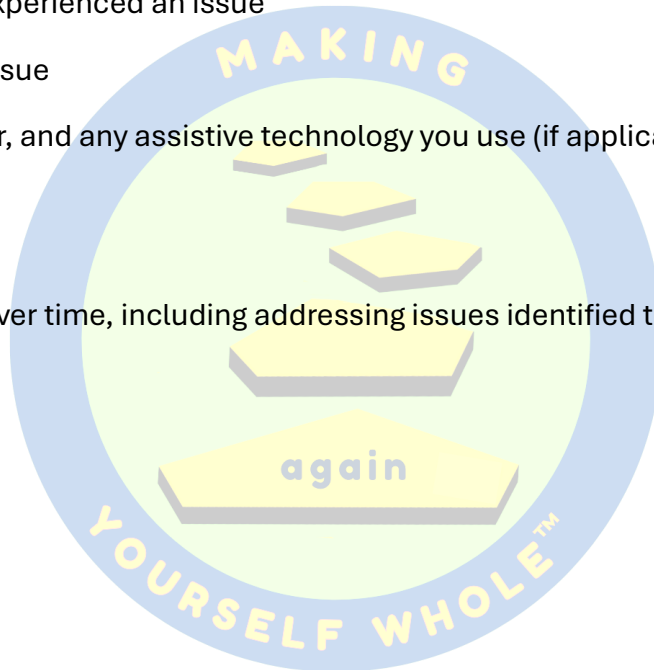 xperienced an issue
MAKING
ssue
r, and any assistive technology you use (if applica
ver time, including addressing issues identified t
again
YOURSELF WHOLE™